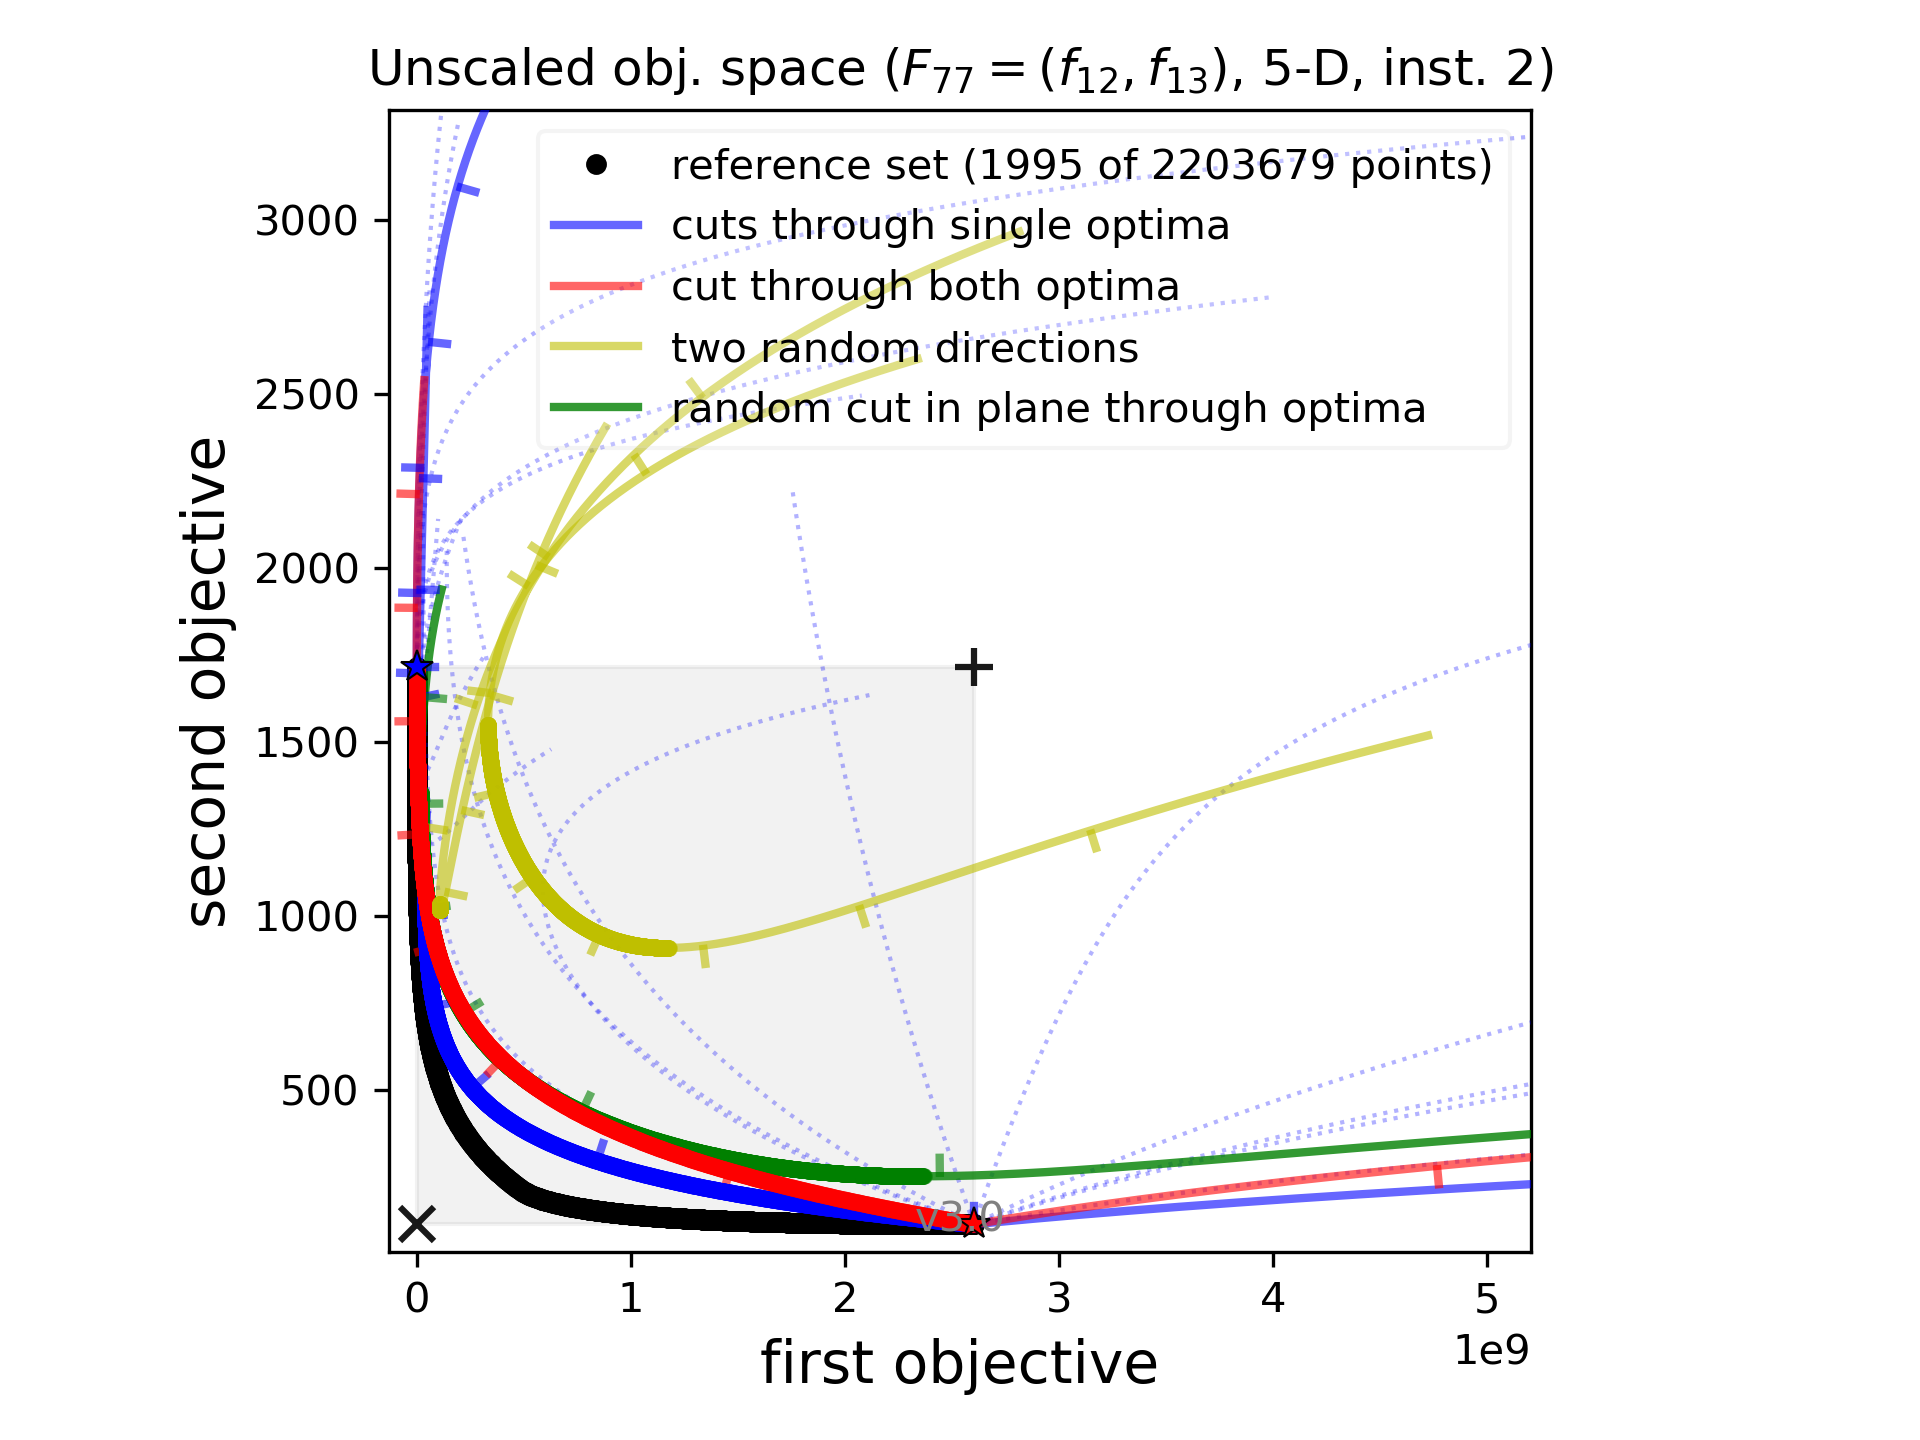 Unscaled obj. space (F77 = (f12, f13), 5-D, inst. 2)
reference set (1995 of 2203679 points)
cuts through single optima
cut through both optima
two random directions
random cut in plane through optima
second objective
3000
2500
2000
1500
1000
500
v3.0
0 1 2 3 4 5
1e9
first objective